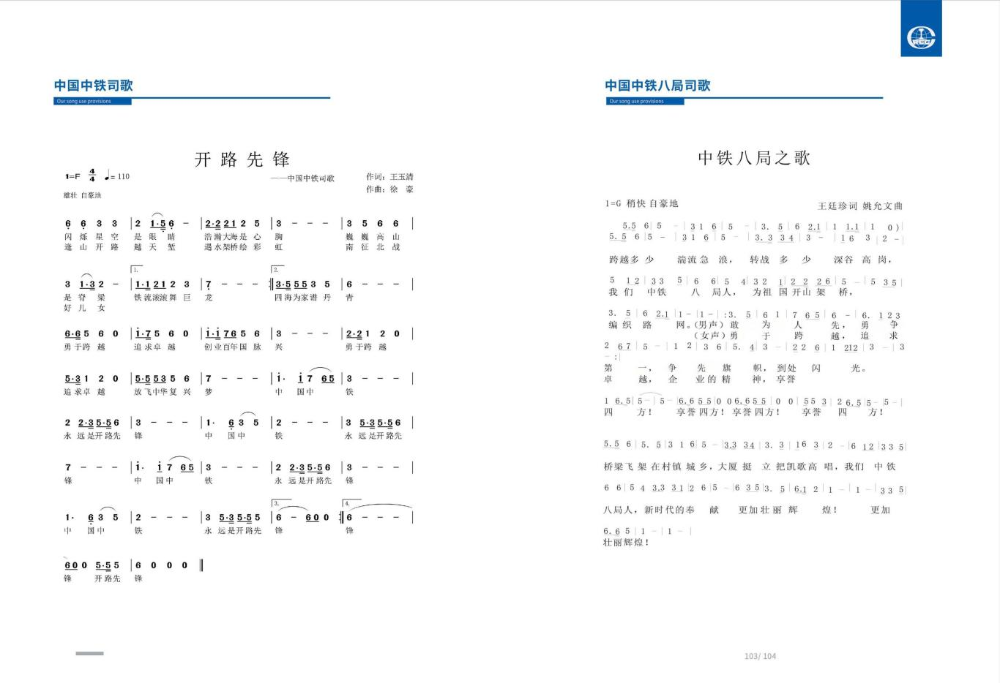 中国中铁司歌
Our song use provisions
开路先锋
1=F 4/4 ♩= 110
——中国中铁司歌
作词：王玉清
作曲：徐 豪
雄壮 自豪地
6 6 3 3 | 2 1·5 6 - | 2·2 2 1 2 5 | 3 - - - | 3 5 6 6 |
闪 烁 星 空 是 眼 睛 浩瀚大海是 心 胸 巍 巍 高 山
逢 山 开 路 越 天 堑 遇水架桥绘 彩 虹 南 征 北 战
1. 2.
3 1·3 2 - | 1·1 2 1 2 3 | 7 - - - :|| 3·5 5 5 3 5 | 6 - - - |
是 脊 梁 铁流滚滚舞 巨 龙 四海为家谱 丹 青
好 儿 女
6·6 5 6 0 | 1·7 5 6 0 | 1·1 7 6 5 6 | 3 - - - | 2·2 1 2 0 |
勇于跨 越 追求卓 越 创业百年国 脉 兴 勇于跨 越
5·3 1 2 0 | 5·5 5 3 5 6 | 7 - - - | 1· 1 7 6 5 | 3 - - - |
追求卓 越 放飞中华复 兴 梦 中 国中 铁
2 2·3 5·5 6 | 3 - - - | 1· 6 3 5 | 2 - - - | 3 5·3 5·5 6 |
永 远是开路先 锋 中 国中 铁 永 远是开路先
7 - - - | 1· 1 7 6 5 | 3 - - - | 2 2·3 5·5 6 | 3 - - - |
锋 中 国中 铁 永 远是开路先 锋
3. 4.
1· 6 3 5 | 2 - - - | 3 5·3 5·5 5 | 6 - 6 0 0 :|| 6 - - - |
中 国中 铁 永 远是开路先 锋 锋
6 0 0 5·5 5 | 6 0 0 0 ||
锋 开路先 锋
中国中铁八局司歌
Our song use provisions
中铁八局之歌
1=G 稍快 自豪地
王廷珍词 姚允文曲
5.5 6 | 5 - | 3 1 6 | 5 - | 3. 5 | 6 2.1 | 1 1.1 | 1 0 )
5.5 6 | 5 - | 3 1 6 | 5 - | 3.3 3 4 | 3 - | 1 6 3 | 2 - |
跨越多 少 湍流急 浪， 转战 多 少 深谷 高 岗，
5 1 2 | 3 3 5 | 6 6 | 5 4 | 3 2 1 | 2 2 2 6 | 5 - | 5 3 5 |
我 们 中铁 八 局人， 为祖 国 开山 架 桥，
3. 5 | 6 2.1 | 1 - | 1 - | :3. 5 | 6 1 | 7 6 5 | 6 - | 6. 1 2 3
编 织 路 网。（男声）敢 为 人 先，勇 争
（女声）勇 于 跨 越，追 求
2 6 7 | 5 - | 1 2 | 3 6 | 5. 4 | 3 - | 2 2 6 | 1 2 1 2 | 3 - | 3
- :|
第 一， 争 先 旗 帜，到处 闪 光。
卓 越， 企 业的 精 神，享誉
1 6.5 | 5 - | 5 - | 6.6 5 5 | 0 0 6.6 5 5 | 0 0 | 5 5 3 | 2 6.5 | 5 - | 5 - |
四 方！ 享誉 四方！享誉 四方！ 享誉 四 方！
5.5 6 | 5. 5 | 3 1 6 | 5 - | 3.3 3 4 | 3. 3 | 1 6 3 | 2 - | 6 1 2 | 3 3 5 |
桥梁飞 架 在村镇 城 乡，大厦 挺 立 把凯歌高 唱，我们 中铁
6 6 | 5 4 3.3 3 1 | 2 6 | 5 - | 6 3 5 | 3. 5 | 6.1 2 | 1 - | 1 - | 3 3 5 |
八局人，新时代的奉 献 更加壮丽 辉 煌！ 更加
6.6 5 | 1 - | 1 - |
壮丽辉煌！
103/ 104